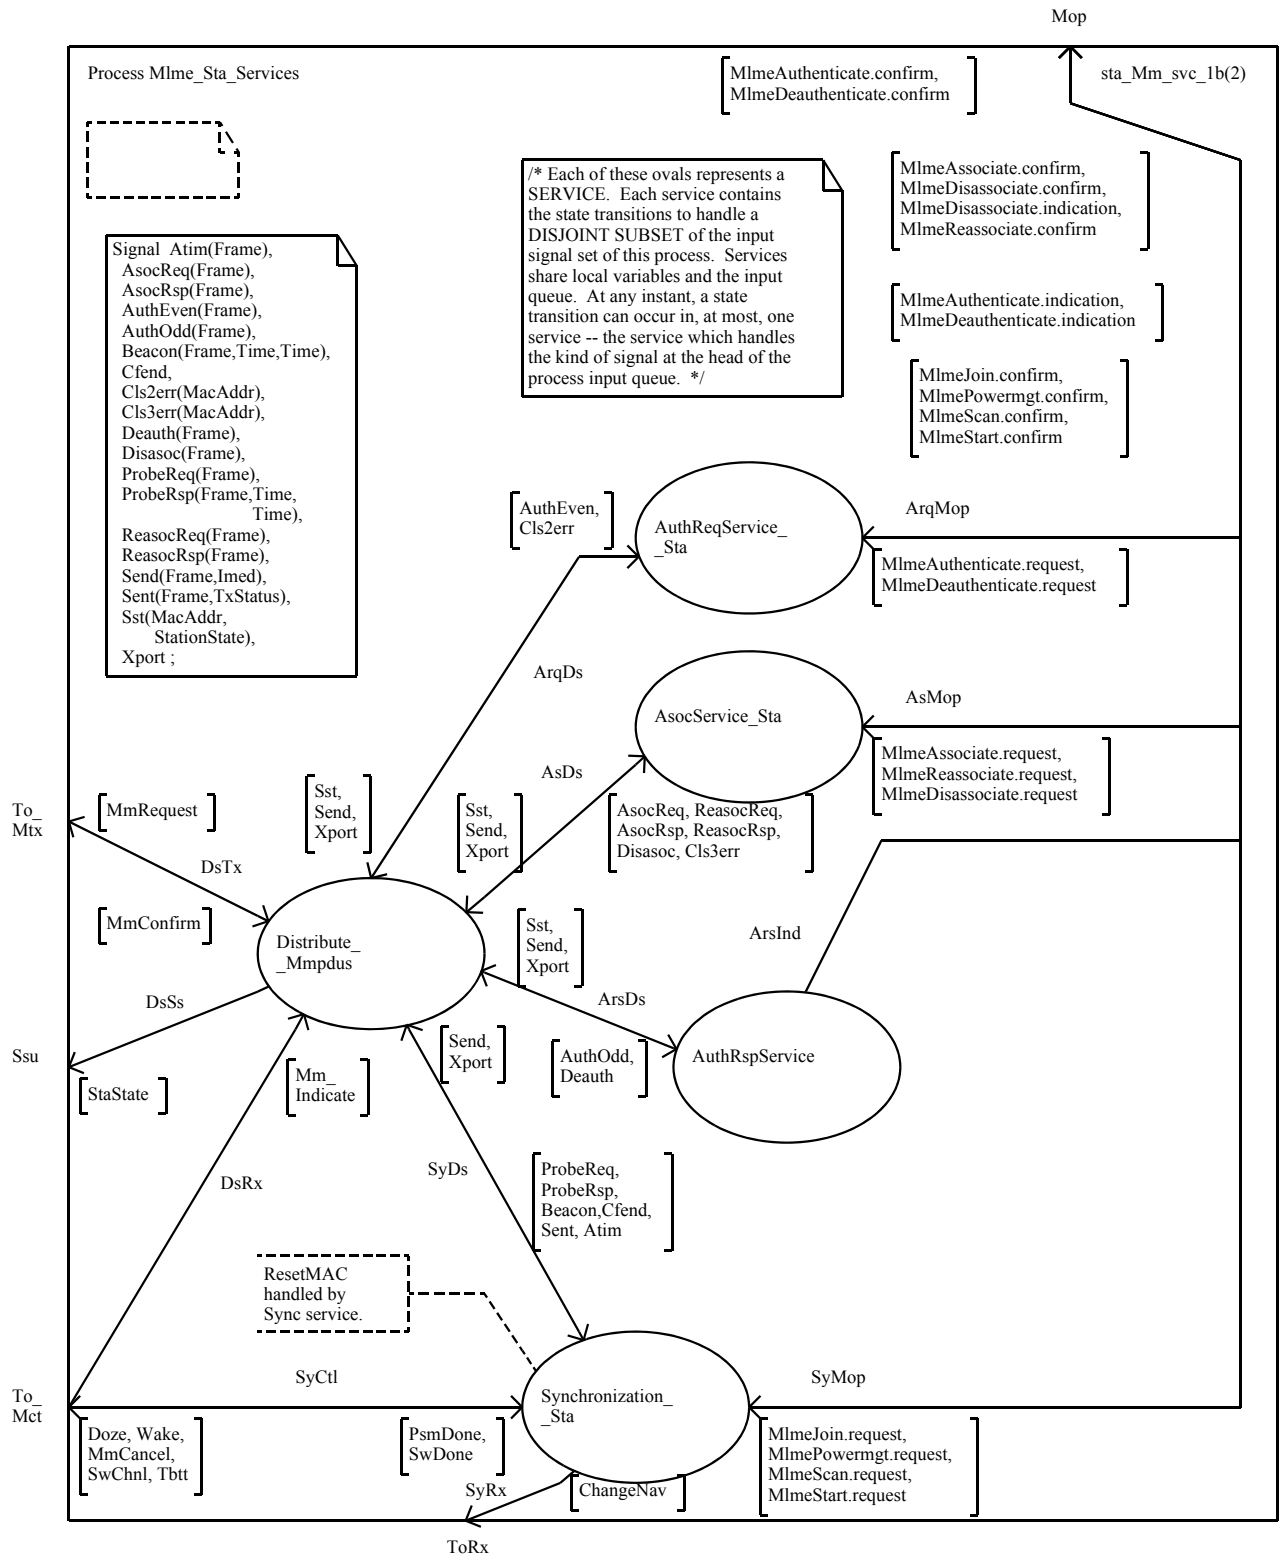 Mop
Process Mlme_Sta_Services
MlmeAuthenticate.confirm,
MlmeDeauthenticate.confirm
sta_Mm_svc_1b(2)
/* Each of these ovals represents a
SERVICE.  Each service contains
the state transitions to handle a
DISJOINT SUBSET of the input
signal set of this process.  Services
share local variables and the input
queue.  At any instant, a state
transition can occur in, at most, one
service -- the service which handles
the kind of signal at the head of the
process input queue.  */
MlmeAssociate.confirm,
MlmeDisassociate.confirm,
MlmeDisassociate.indication,
MlmeReassociate.confirm
Signal  Atim(Frame),
AsocReq(Frame),
AsocRsp(Frame),
AuthEven(Frame),
AuthOdd(Frame),
Beacon(Frame,Time,Time),
Cfend,
Cls2err(MacAddr),
Cls3err(MacAddr),
Deauth(Frame),
Disasoc(Frame),
ProbeReq(Frame),
ProbeRsp(Frame,Time,
Time),
ReasocReq(Frame),
ReasocRsp(Frame),
Send(Frame,Imed),
Sent(Frame,TxStatus),
Sst(MacAddr,
StationState),
Xport ;
MlmeAuthenticate.indication,
MlmeDeauthenticate.indication
MlmeJoin.confirm,
MlmePowermgt.confirm,
MlmeScan.confirm,
MlmeStart.confirm
AuthEven,
Cls2err
AuthReqService_
_Sta
ArqMop
MlmeAuthenticate.request,
MlmeDeauthenticate.request
ArqDs
AsocService_Sta
AsMop
MlmeAssociate.request,
MlmeReassociate.request,
MlmeDisassociate.request
AsDs
To_
Mtx
MmRequest
Sst,
Send,
Xport
Sst,
Send,
Xport
AsocReq, ReasocReq,
AsocRsp, ReasocRsp,
Disasoc, Cls3err
DsTx
MmConfirm
Distribute_
_Mmpdus
Sst,
Send,
Xport
ArsInd
DsSs
ArsDs
Ssu
StaState
Mm_
Indicate
Send,
Xport
AuthOdd,
Deauth
AuthRspService
DsRx
SyDs
ProbeReq,
ProbeRsp,
Beacon,Cfend,
Sent, Atim
ResetMAC
handled by
Sync service.
SyCtl
SyMop
To_
Mct
Synchronization_
_Sta
Doze, Wake,
MmCancel,
SwChnl, Tbtt
PsmDone,
SwDone
MlmeJoin.request,
MlmePowermgt.request,
MlmeScan.request,
MlmeStart.request
SyRx
ChangeNav
ToRx